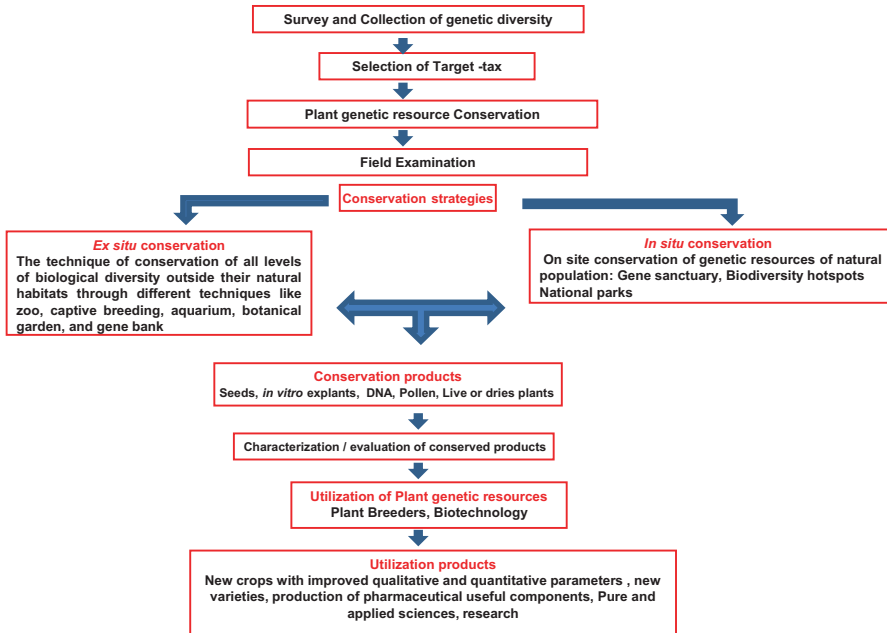 Survey and Collection of genetic diversity
Selection of Target -tax
Plant genetic resource Conservation
Field Examination
Conservation strategies
Ex situ conservation
The technique of conservation of all levels
of biological diversity outside their natural
habitats through different techniques like
zoo, captive breeding, aquarium, botanical
garden, and gene bank
In situ conservation
On site conservation of genetic resources of natural
population: Gene sanctuary, Biodiversity hotspots
National parks
Conservation products
Seeds, in vitro explants, DNA, Pollen, Live or dries plants
Characterization / evaluation of conserved products
Utilization of Plant genetic resources
Plant Breeders, Biotechnology
Utilization products
New crops with improved qualitative and quantitative parameters , new
varieties, production of pharmaceutical useful components, Pure and
applied sciences, research